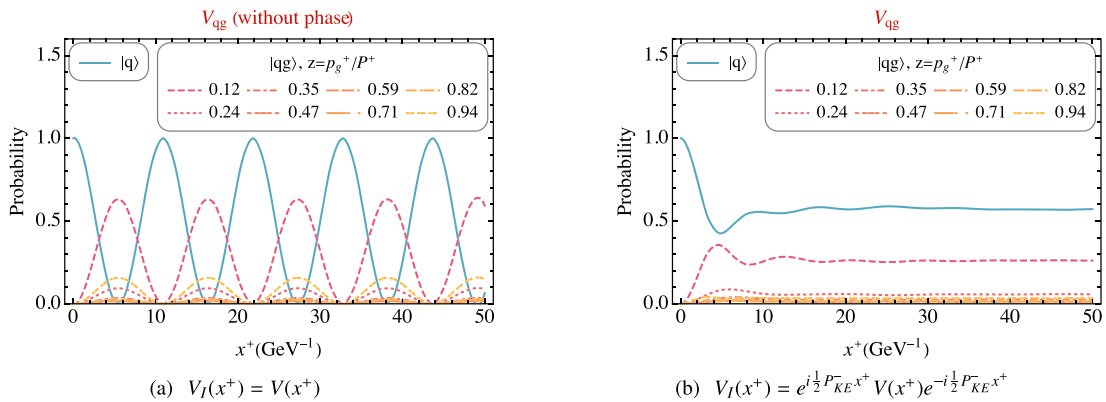 V_qg (without phase)
1.5
1.0
0.5
0.0
Probability
|q⟩
|qg⟩, z=p_g^+/P^+
0.12 0.35 0.59 0.82
0.24 0.47 0.71 0.94
0 10 20 30 40 50
x^+(GeV^−1)
(a) V_I(x^+) = V(x^+)
V_qg
1.5
1.0
0.5
0.0
Probability
|q⟩
|qg⟩, z=p_g^+/P^+
0.12 0.35 0.59 0.82
0.24 0.47 0.71 0.94
0 10 20 30 40 50
x^+(GeV^−1)
(b) V_I(x^+) = e^{i\frac{1}{2}P_{KE}^− x^+} V(x^+) e^{−i\frac{1}{2}P_{KE}^− x^+}